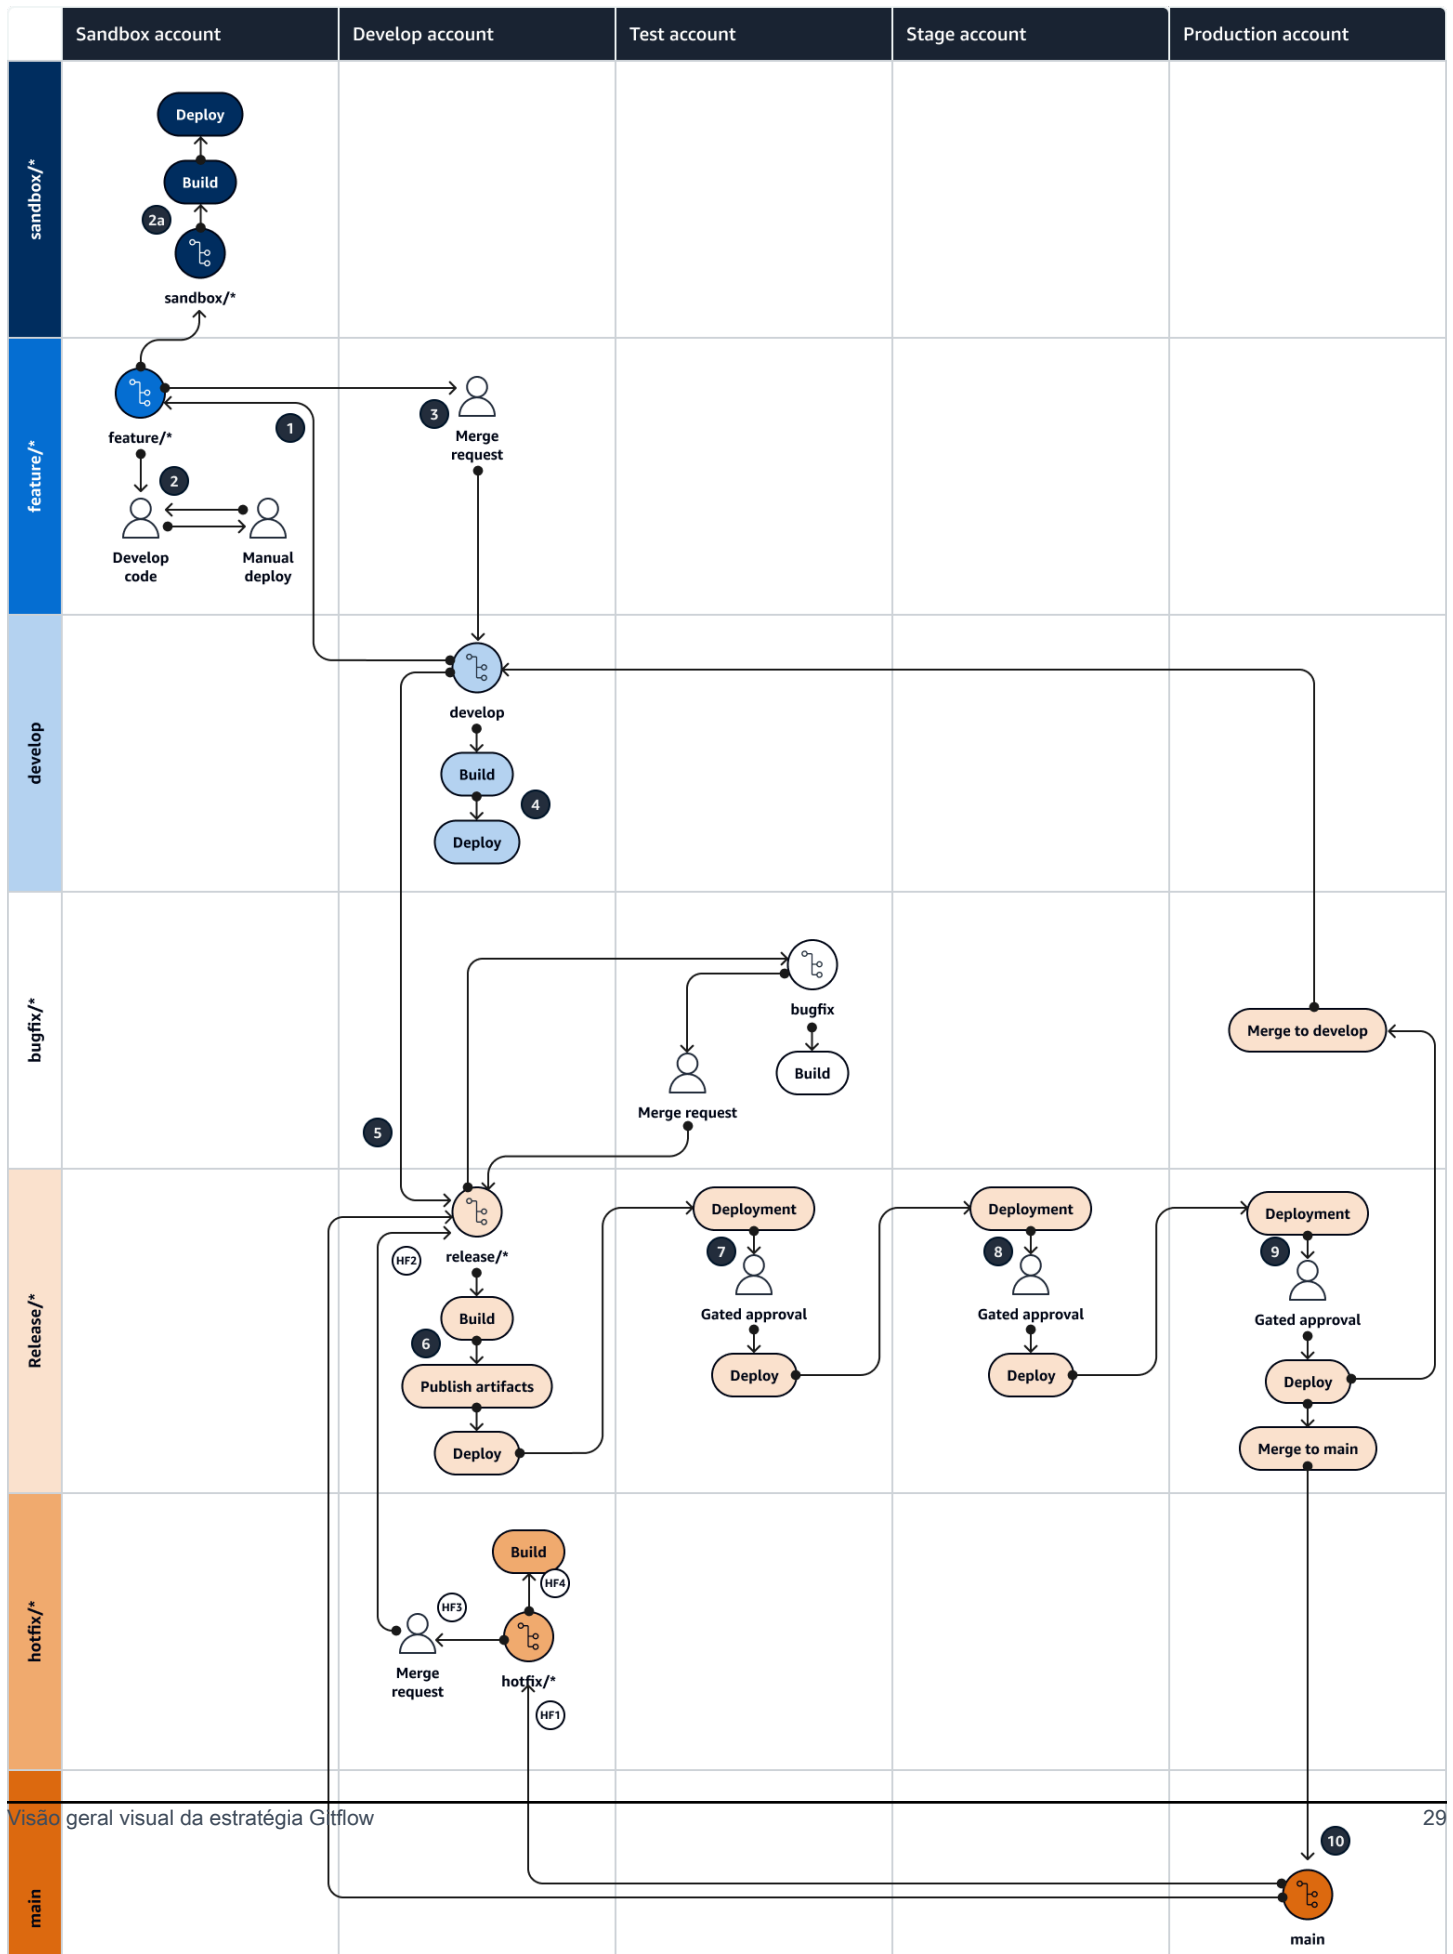 Sandbox account
Develop account
Test account
Stage account
Production account
sandbox/*
Deploy
Build
2a
sandbox/*
feature/*
feature/*
1
3
Merge
request
2
Develop
code
Manual
deploy
develop
develop
Build
4
Deploy
bugfix/*
bugfix
Build
Merge request
Merge to develop
5
Release/*
release/*
HF2
Build
6
Publish artifacts
Deploy
Deployment
7
Gated approval
Deploy
Deployment
8
Gated approval
Deploy
Deployment
9
Gated approval
Deploy
Merge to main
hotfix/*
Build
HF4
HF3
Merge
request
hotfix/*
HF1
Visão geral visual da estratégia Gitflow
29
main
10
main